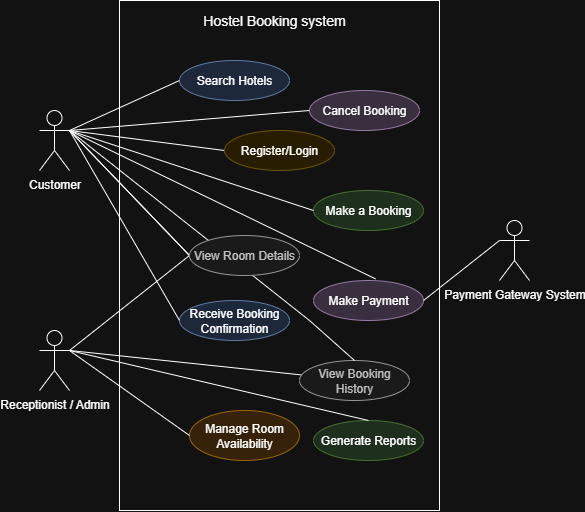 Hostel Booking system
Search Hotels
Cancel Booking
Register/Login
Customer
Make a Booking
View Room Details
Make Payment
Payment Gateway System
Receive Booking
Confirmation
View Booking
History
Receptionist / Admin
Manage Room
Availability
Generate Reports